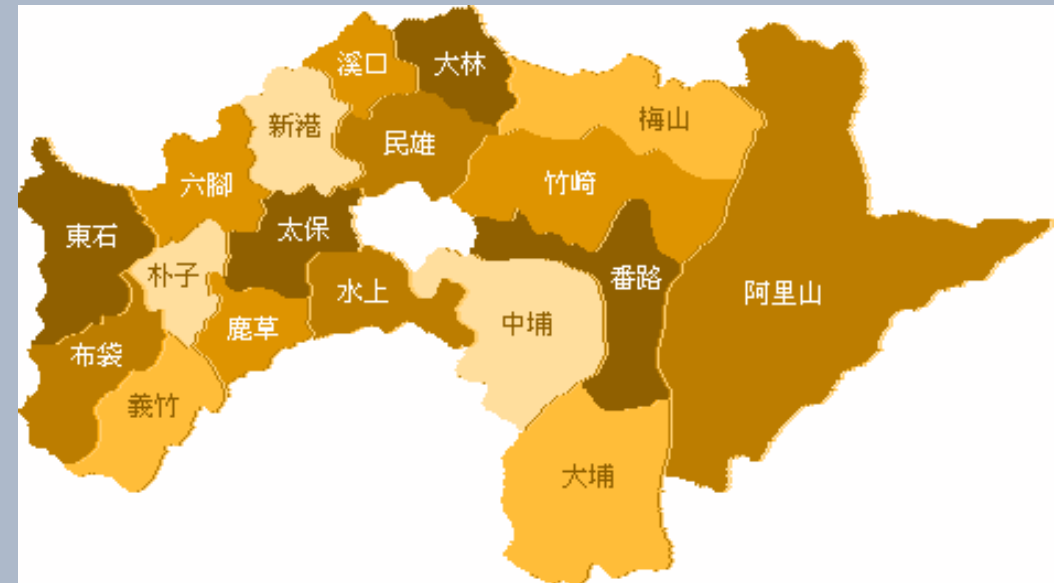 溪口
大林
新港
梅山
民雄
六腳
竹崎
東石
太保
朴子
番路
水上
阿里山
鹿草
中埔
布袋
義竹
大埔